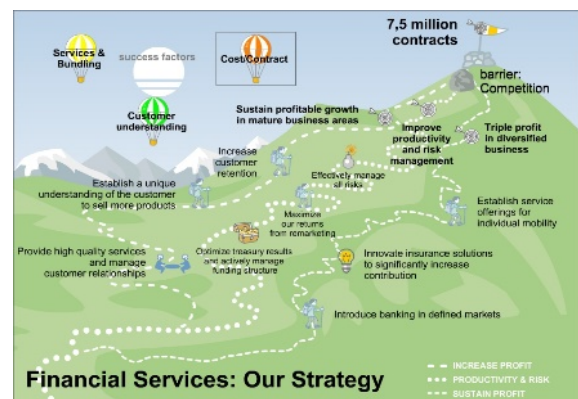 7,5 million
contracts
Services &
Bundling
success factors
Cost/Contract
barrier:
Competition
Customer
understanding
Sustain profitable growth
in mature business areas
Improve
productivity
and risk
management
Triple profit
in diversified
business
Increase
customer
retention
Effectively manage
all risks
Establish a unique
understanding of the customer
to sell more products
Maximize
our returns
from remarketing
Establish service
offerings for
individual mobility
Provide high quality services
and manage
customer relationships
Optimize treasury results
and actively manage
funding structure
Innovate insurance solutions
to significantly increase
contribution
Introduce banking in defined markets
Financial Services: Our Strategy
INCREASE PROFIT
PRODUCTIVITY & RISK
SUSTAIN PROFIT